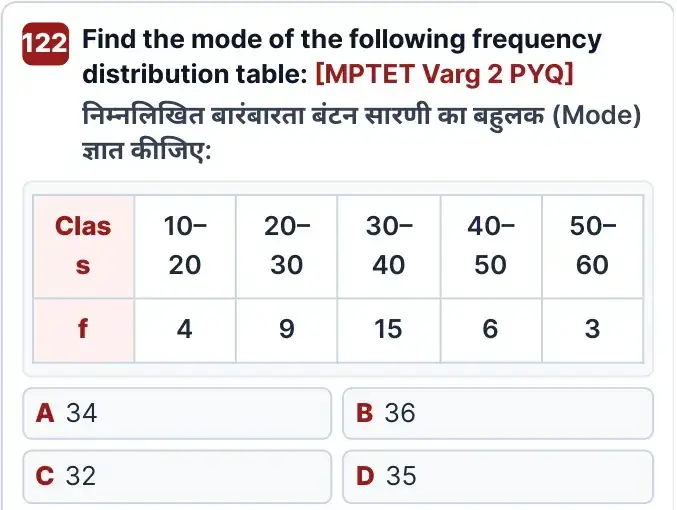 122 Find the mode of the following frequency
distribution table: [MPTET Varg 2 PYQ]
निम्नलिखित बारंबारता बंटन सारणी का बहुलक (Mode)
ज्ञात कीजिए:
Clas 10– 20– 30– 40– 50–
s 20 30 40 50 60
f 4 9 15 6 3
A 34 B 36
C 32 D 35